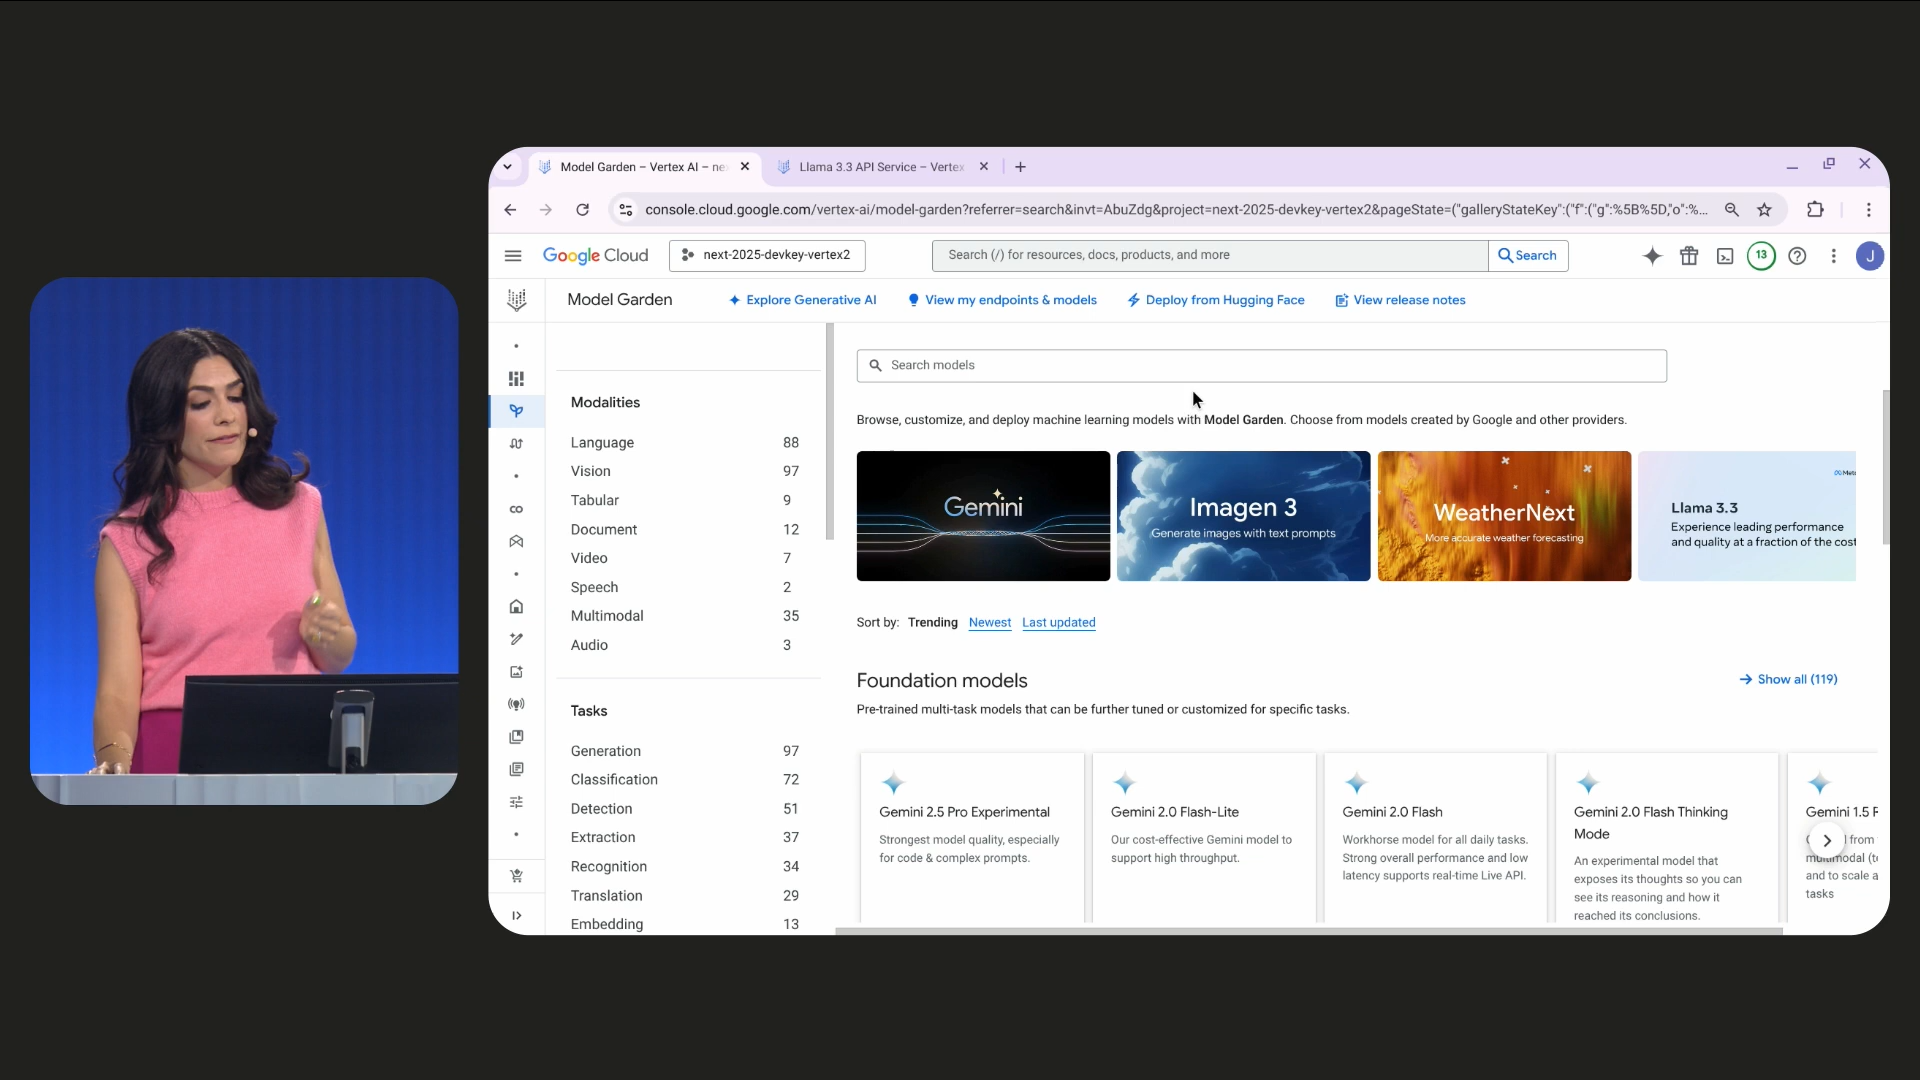 Model Garden – Vertex AI – ne
Llama 3.3 API Service – Vertex
console.cloud.google.com/vertex-ai/model-garden?referrer=search&invt=AbuZdg&project=next-2025-devkey-vertex2&pageState=("galleryStateKey":("f":("g":%5B%5D,"o":%...
Google Cloud
next-2025-devkey-vertex2
Search (/) for resources, docs, products, and more
Search
13
J
Model Garden
Explore Generative AI
View my endpoints & models
Deploy from Hugging Face
View release notes
Modalities
Language 88
Vision 97
Tabular 9
Document 12
Video 7
Speech 2
Multimodal 35
Audio 3
Tasks
Generation 97
Classification 72
Detection 51
Extraction 37
Recognition 34
Translation 29
Embedding 13
Search models
Browse, customize, and deploy machine learning models with Model Garden. Choose from models created by Google and other providers.
Gemini
Imagen 3
Generate images with text prompts
WeatherNext
More accurate weather forecasting
Meta
Llama 3.3
Experience leading performance
and quality at a fraction of the cost
Sort by: Trending Newest Last updated
Foundation models
Show all (119)
Pre-trained multi-task models that can be further tuned or customized for specific tasks.
Gemini 2.5 Pro Experimental
Strongest model quality, especially
for code & complex prompts.
Gemini 2.0 Flash-Lite
Our cost-effective Gemini model to
support high throughput.
Gemini 2.0 Flash
Workhorse model for all daily tasks.
Strong overall performance and low
latency supports real-time Live API.
Gemini 2.0 Flash Thinking
Mode
An experimental model that
exposes its thoughts so you can
see its reasoning and how it
reached its conclusions.
Gemini 1.5
from
multimodal
and to scale a
tasks